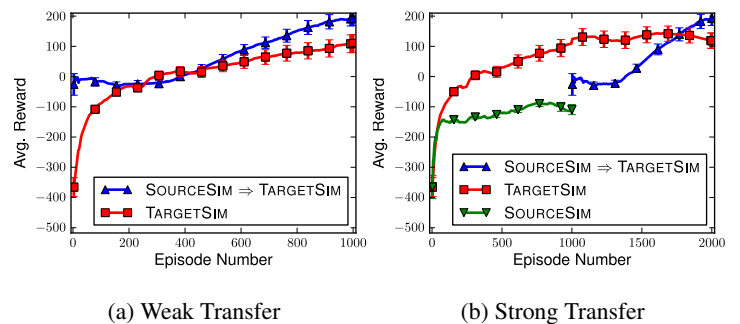 200
100
0
−100
−200
−300
−400
−500
Avg. Reward
0 200 400 600 800 1000
Episode Number
SOURCESIM ⇒ TARGETSIM
TARGETSIM
(a) Weak Transfer
200
100
0
−100
−200
−300
−400
−500
Avg. Reward
0 500 1000 1500 2000
Episode Number
SOURCESIM ⇒ TARGETSIM
TARGETSIM
SOURCESIM
(b) Strong Transfer